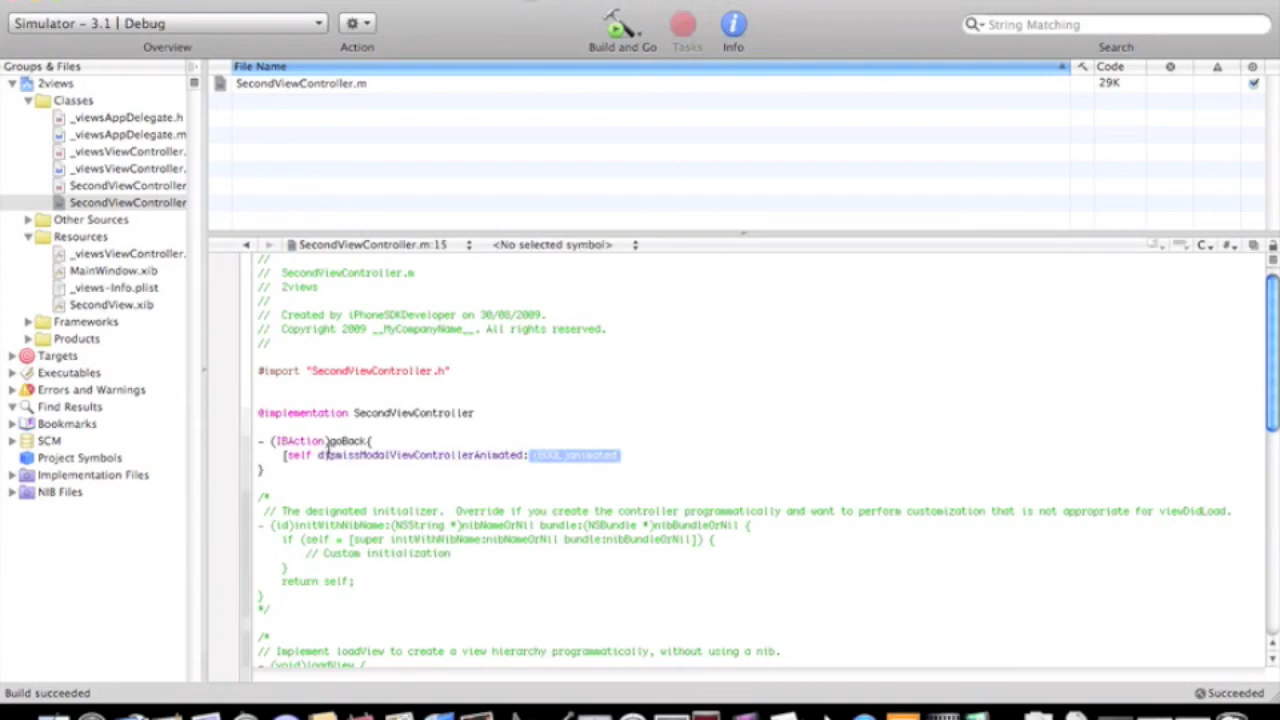 Simulator - 3.1 | Debug
Overview
Action
Build and Go
Tasks
Info
String Matching
Search
Groups & Files
2views
Classes
_viewsAppDelegate.h
_viewsAppDelegate.m
_viewsViewController.
_viewsViewController.
SecondViewController
SecondViewController
Other Sources
Resources
_viewsViewController.
MainWindow.xib
_views-Info.plist
SecondView.xib
Frameworks
Products
Targets
Executables
Errors and Warnings
Find Results
Bookmarks
SCM
Project Symbols
Implementation Files
NIB Files
File Name
Code
SecondViewController.m
29K
SecondViewController.m:15
<No selected symbol>
C
#
//
// SecondViewController.m
// 2views
//
// Created by iPhoneSDKDeveloper on 30/08/2009.
// Copyright 2009 __MyCompanyName__. All rights reserved.
//
#import "SecondViewController.h"
@implementation SecondViewController
- (IBAction)goBack{
[self dismissModalViewControllerAnimated:(BOOL)animated
}
/*
// The designated initializer. Override if you create the controller programmatically and want to perform customization that is not appropriate for viewDidLoad.
- (id)initWithNibName:(NSString *)nibNameOrNil bundle:(NSBundle *)nibBundleOrNil {
if (self = [super initWithNibName:nibNameOrNil bundle:nibBundleOrNil]) {
// Custom initialization
}
return self;
}
*/
/*
// Implement loadView to create a view hierarchy programmatically, without using a nib.
- (void)loadView {
Build succeeded
Succeeded